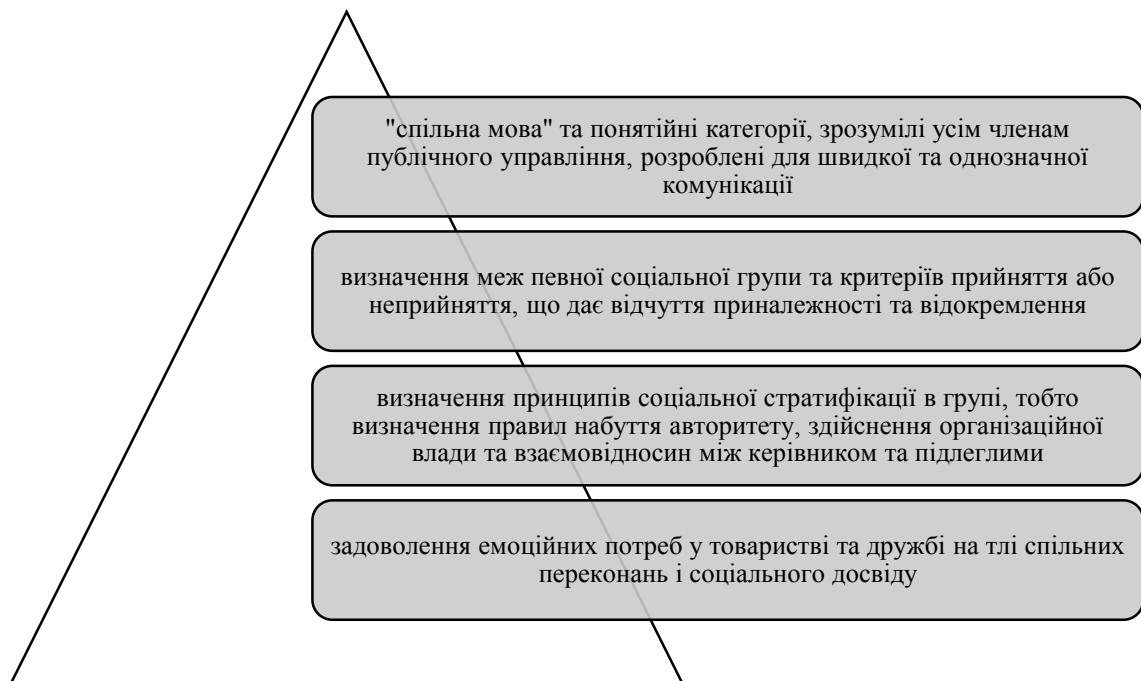 "спільна мова" та понятійні категорії, зрозумілі усім членам
публічного управління, розроблені для швидкої та однозначної
комунікації
визначення меж певної соціальної групи та критеріїв прийняття або
неприйняття, що дає відчуття приналежності та відокремлення
визначення принципів соціальної стратифікації в групі, тобто
визначення правил набуття авторитету, здійснення організаційної
влади та взаємовідносин між керівником та підлеглими
задоволення емоційних потреб у товаристві та дружбі на тлі спільних
переконань і соціального досвіду